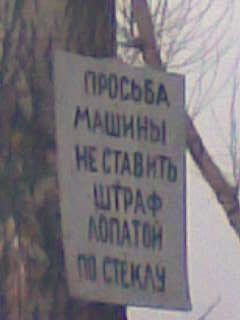 ПРОСЬБА
МАШИНЫ
НЕ СТАВИТЬ
ШТРАФ
ЛОПАТОЙ
ПО СТЕКЛУ